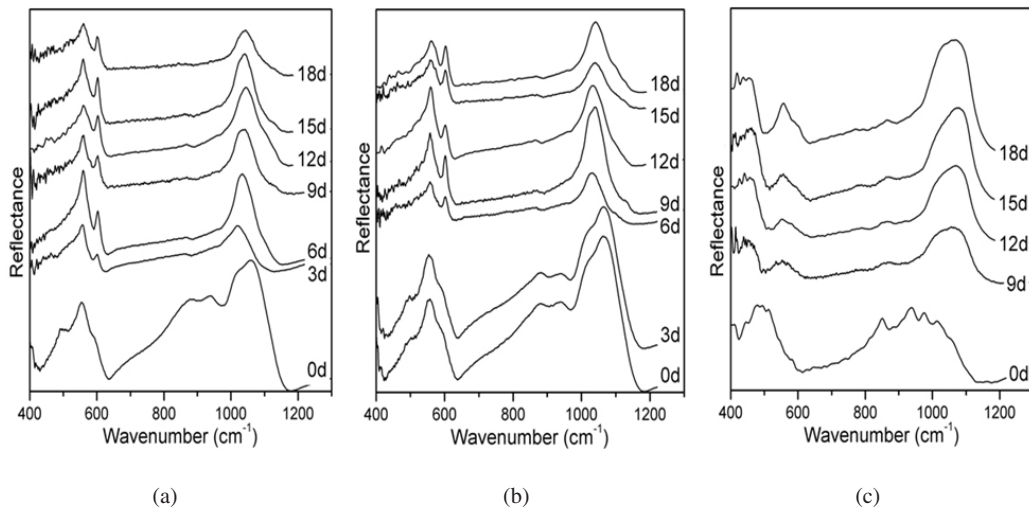 Reflectance
18d
15d
12d
9d
6d
3d
0d
400 600 800 1000 1200
Wavenumber (cm⁻¹)
(a)
Reflectance
18d
15d
12d
9d
6d
3d
0d
400 600 800 1000 1200
Wavenumber (cm⁻¹)
(b)
Reflectance
18d
15d
12d
9d
0d
400 600 800 1000 1200
Wavenumber (cm⁻¹)
(c)